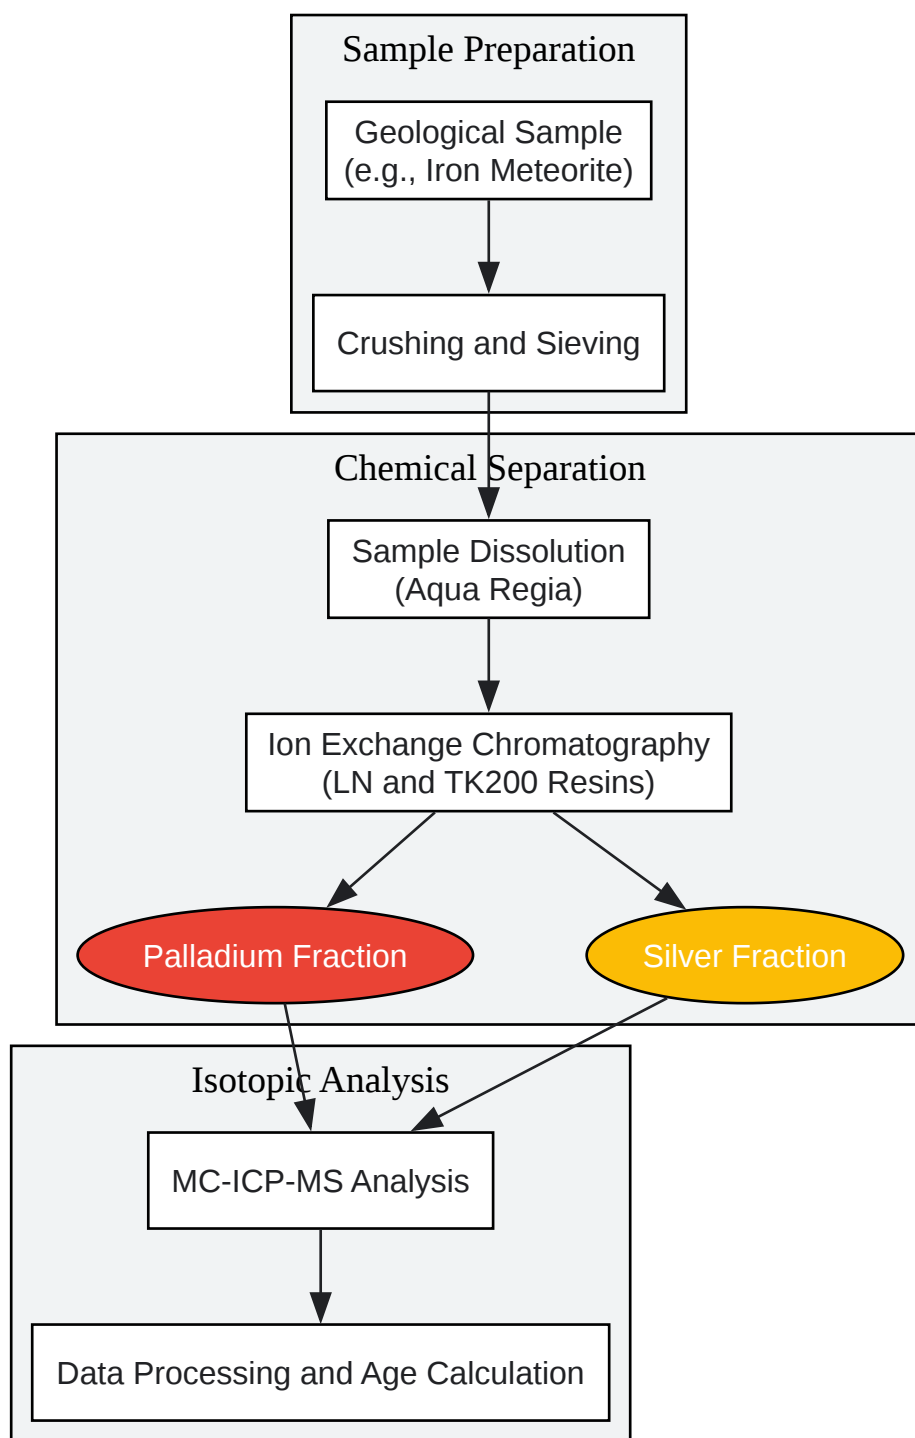 Sample Preparation
Geological Sample
(e.g., Iron Meteorite)
Crushing and Sieving
Chemical Separation
Sample Dissolution
(Aqua Regia)
Ion Exchange Chromatography
(LN and TK200 Resins)
Palladium Fraction
Silver Fraction
Isotopic Analysis
MC-ICP-MS Analysis
Data Processing and Age Calculation